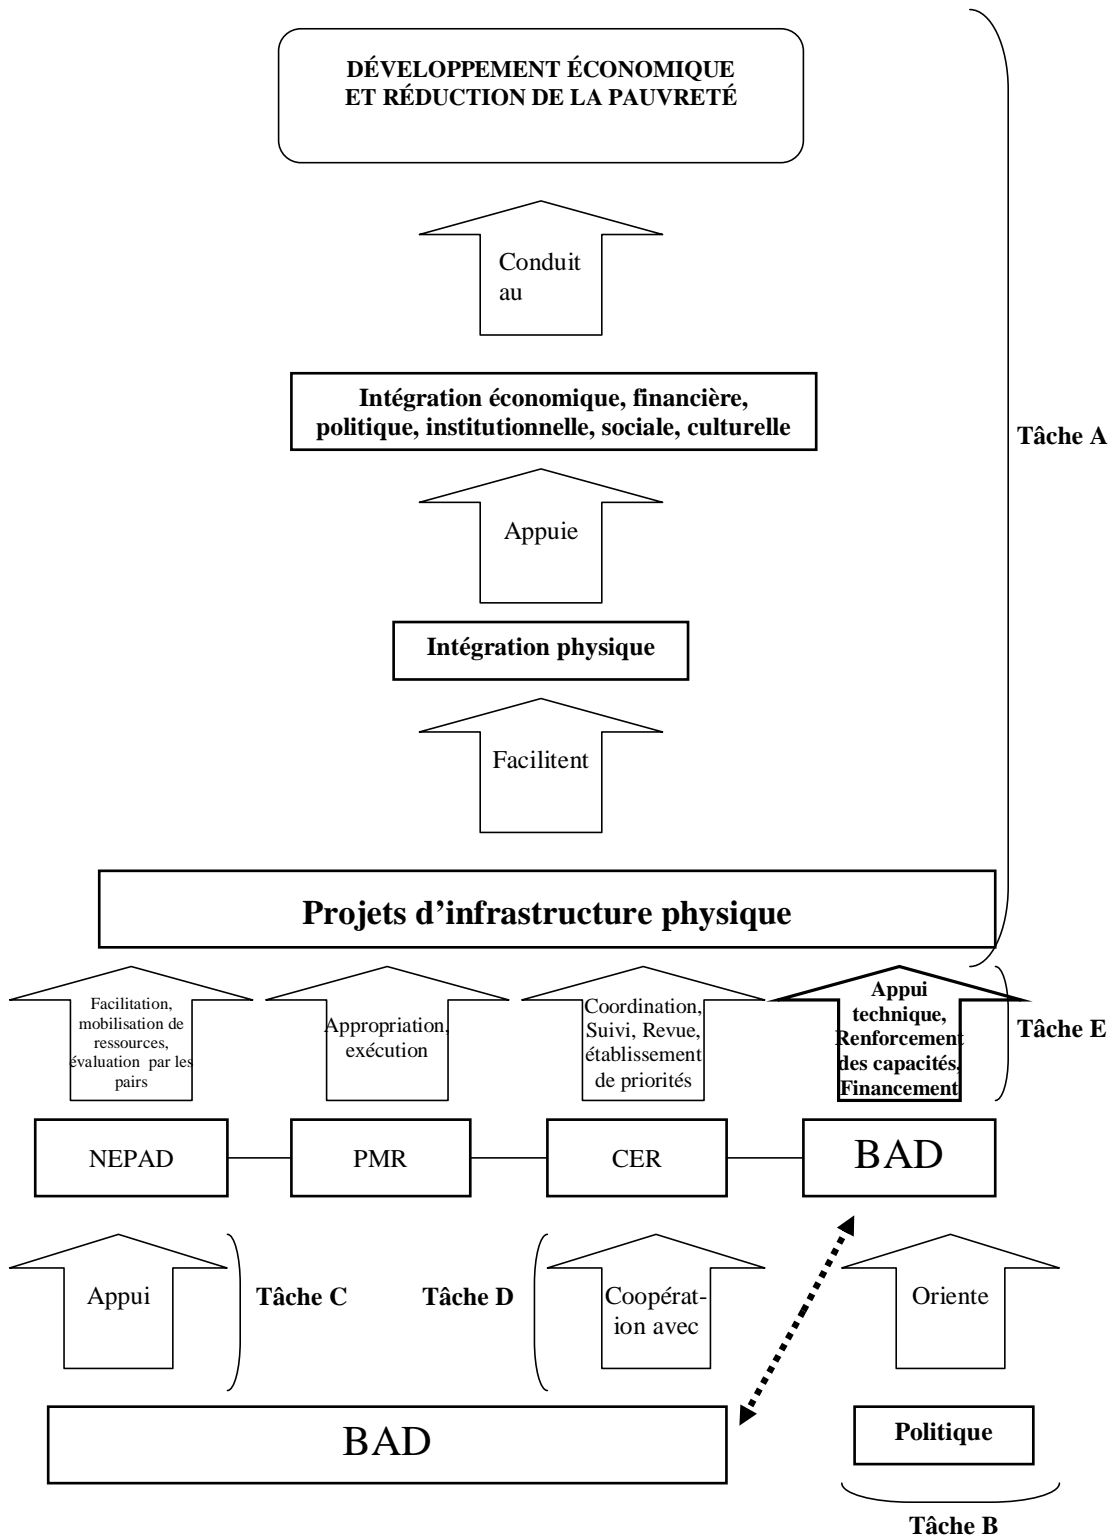 DÉVELOPPEMENT ÉCONOMIQUE
ET RÉDUCTION DE LA PAUVRETÉ
Conduit
au
Intégration économique, financière,
politique, institutionnelle, sociale, culturelle
Tâche A
Appuie
Intégration physique
Facilitent
Projets d’infrastructure physique
Facilitation,
mobilisation de
ressources,
évaluation par les
pairs
Appropriation,
exécution
Coordination,
Suivi, Revue,
établissement
de priorités
Appui
technique,
Renforcement
des capacités,
Financement
Tâche E
NEPAD
PMR
CER
BAD
Appui
Tâche C
Tâche D
Coopérat-
ion avec
Oriente
BAD
Politique
Tâche B